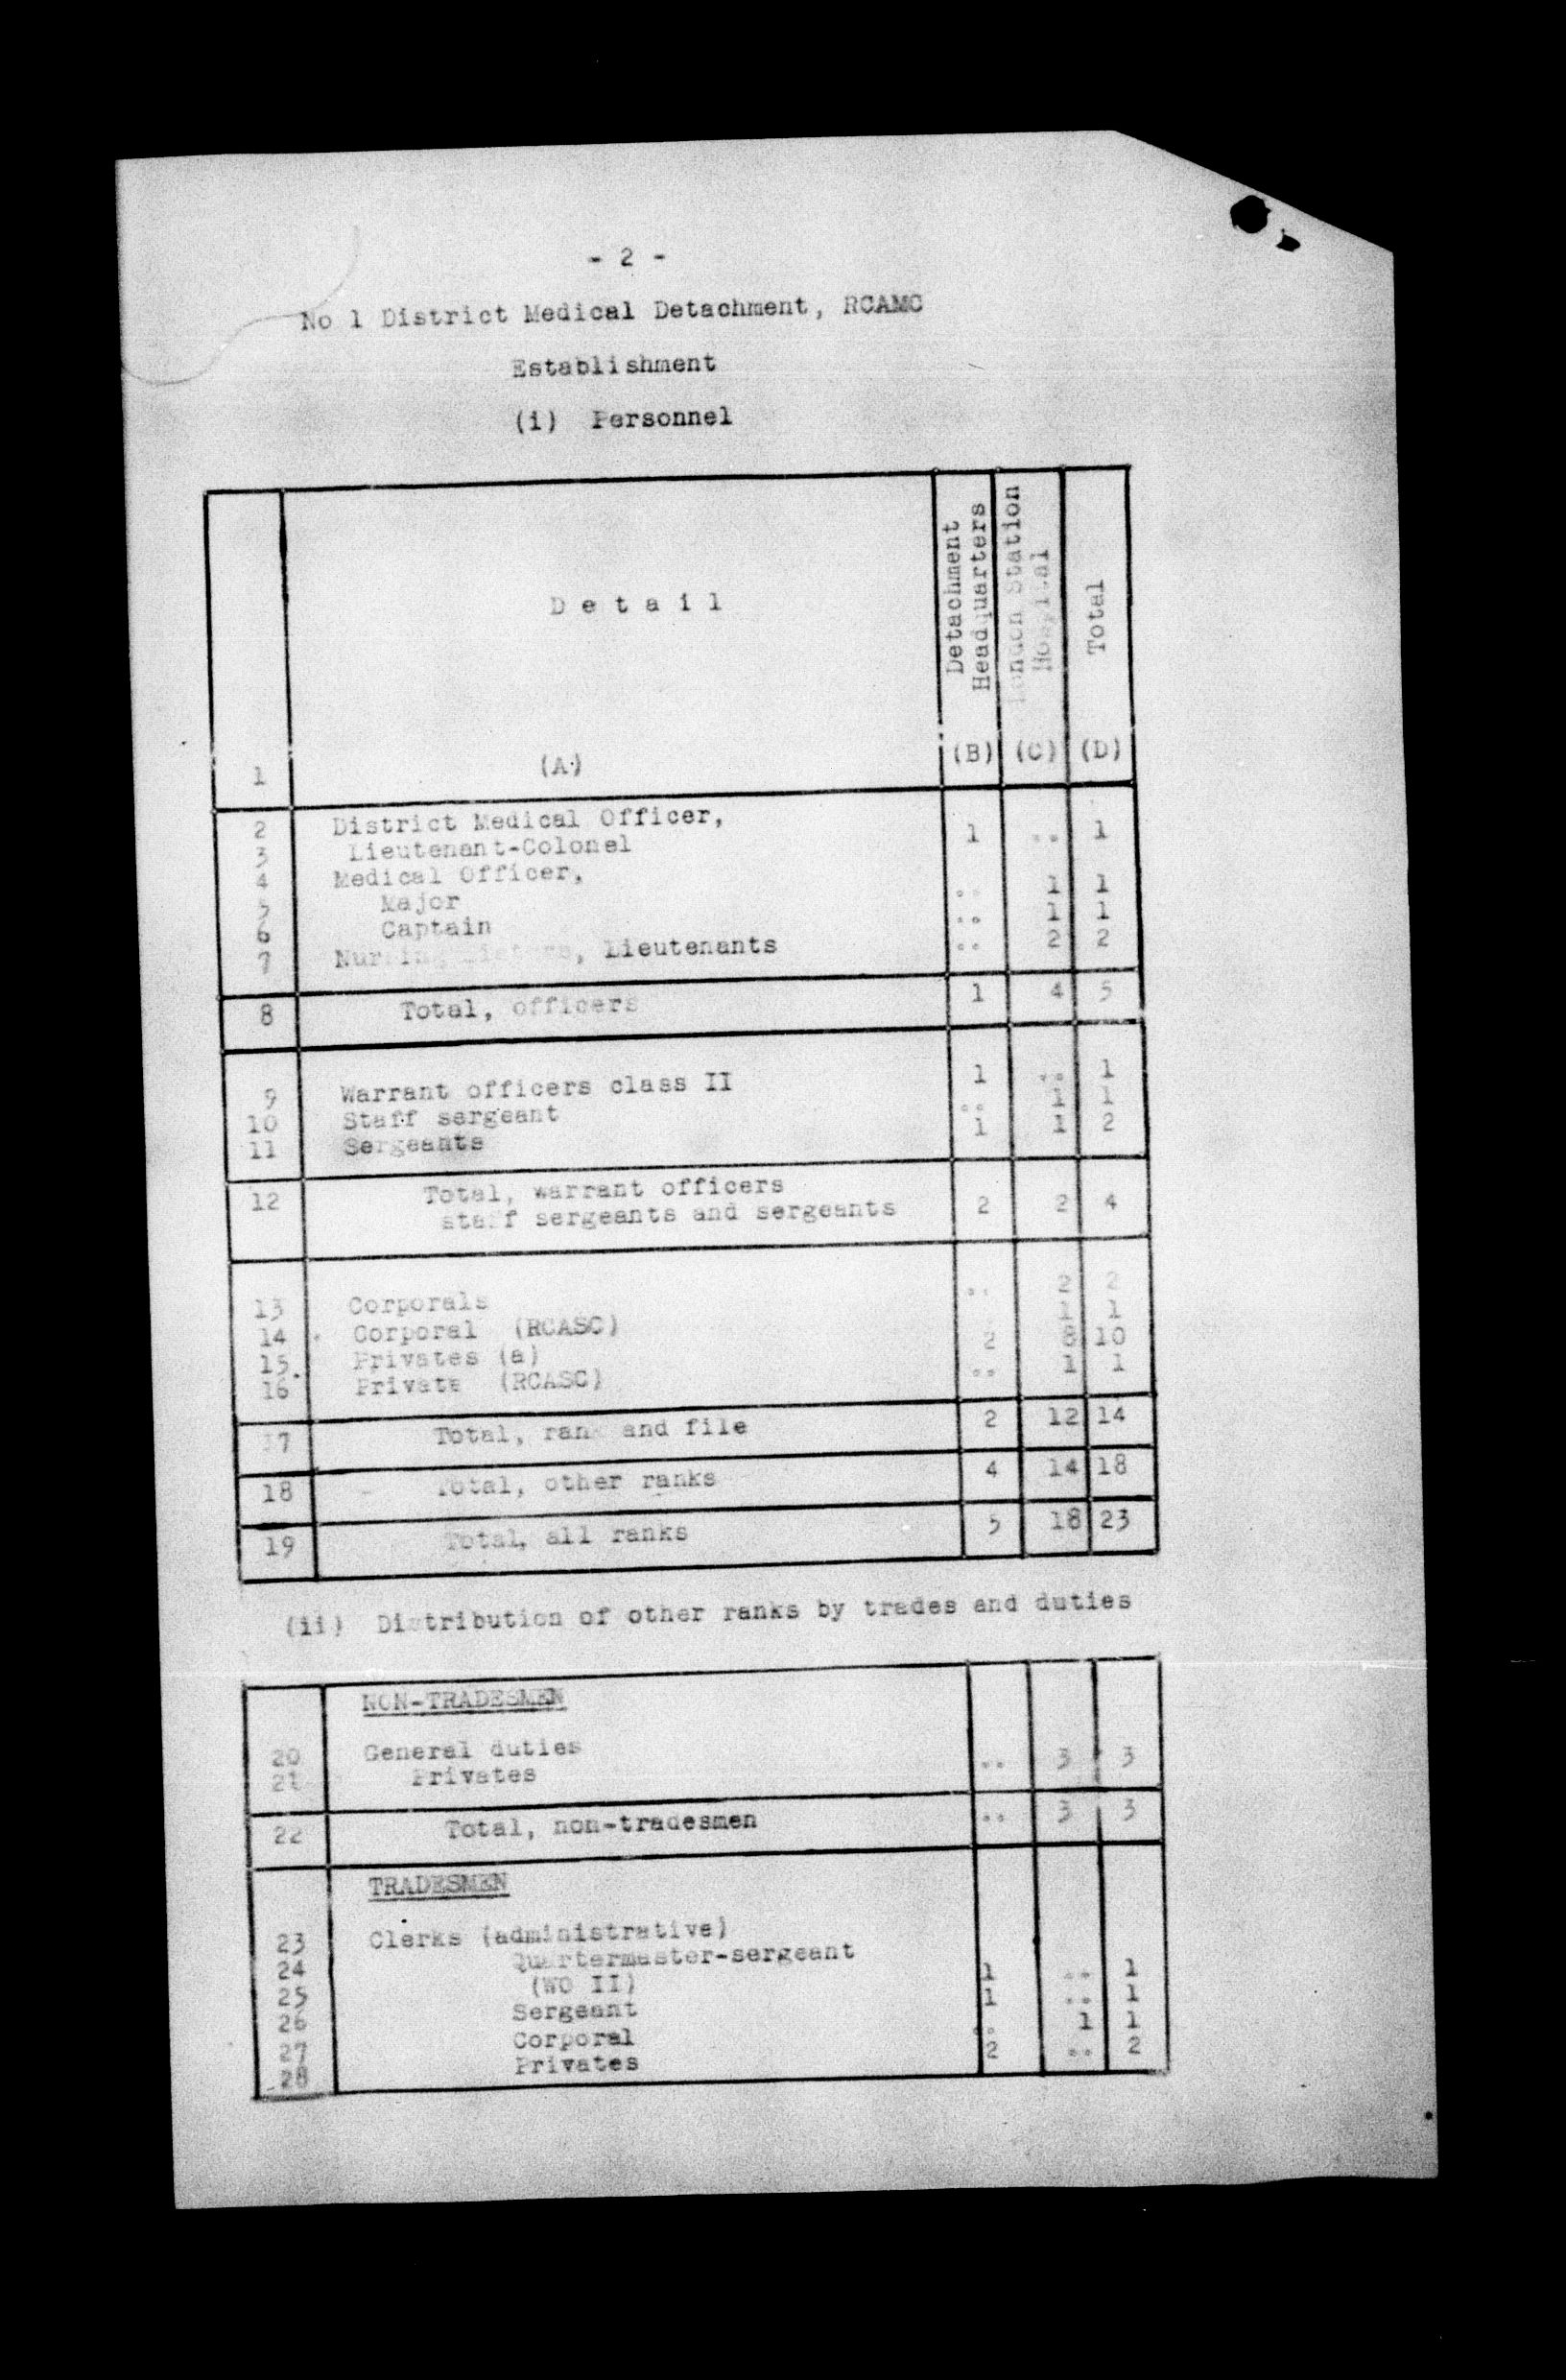 - 2 -
No 1 District Medical Detachment, RCAMC
Establishment
(i) Personnel
Detail
Detachment
Headquarters
London Station
Hospital
Total
1 (A) (B) (C) (D)
2 District Medical Officer,
3 Lieutenant-Colonel 1 .. 1
4 Medical Officer,
5 Major .. 1 1
6 Captain .. 1 1
7 Nursing Sisters, Lieutenants .. 2 2
8 Total, officers 1 4 5
9 Warrant officers class II 1 .. 1
10 Staff sergeant .. 1 1
11 Sergeants 1 1 2
12 Total, warrant officers
staff sergeants and sergeants 2 2 4
13 Corporals .. 2 2
14 Corporal (RCASC) 1 1
15. Privates (a) 2 8 10
16 Private (RCASC) .. 1 1
17 Total, rank and file 2 12 14
18 Total, other ranks 4 14 18
19 Total, all ranks 5 18 23
(ii) Distribution of other ranks by trades and duties
NON-TRADESMEN
20 General duties
21 Privates .. 3 3
22 Total, non-tradesmen .. 3 3
TRADESMEN
23 Clerks (administrative)
24 Quartermaster-sergeant
25 (WO II) 1 .. 1
26 Sergeant 1 .. 1
27 Corporal .. 1 1
28 Privates 2 .. 2